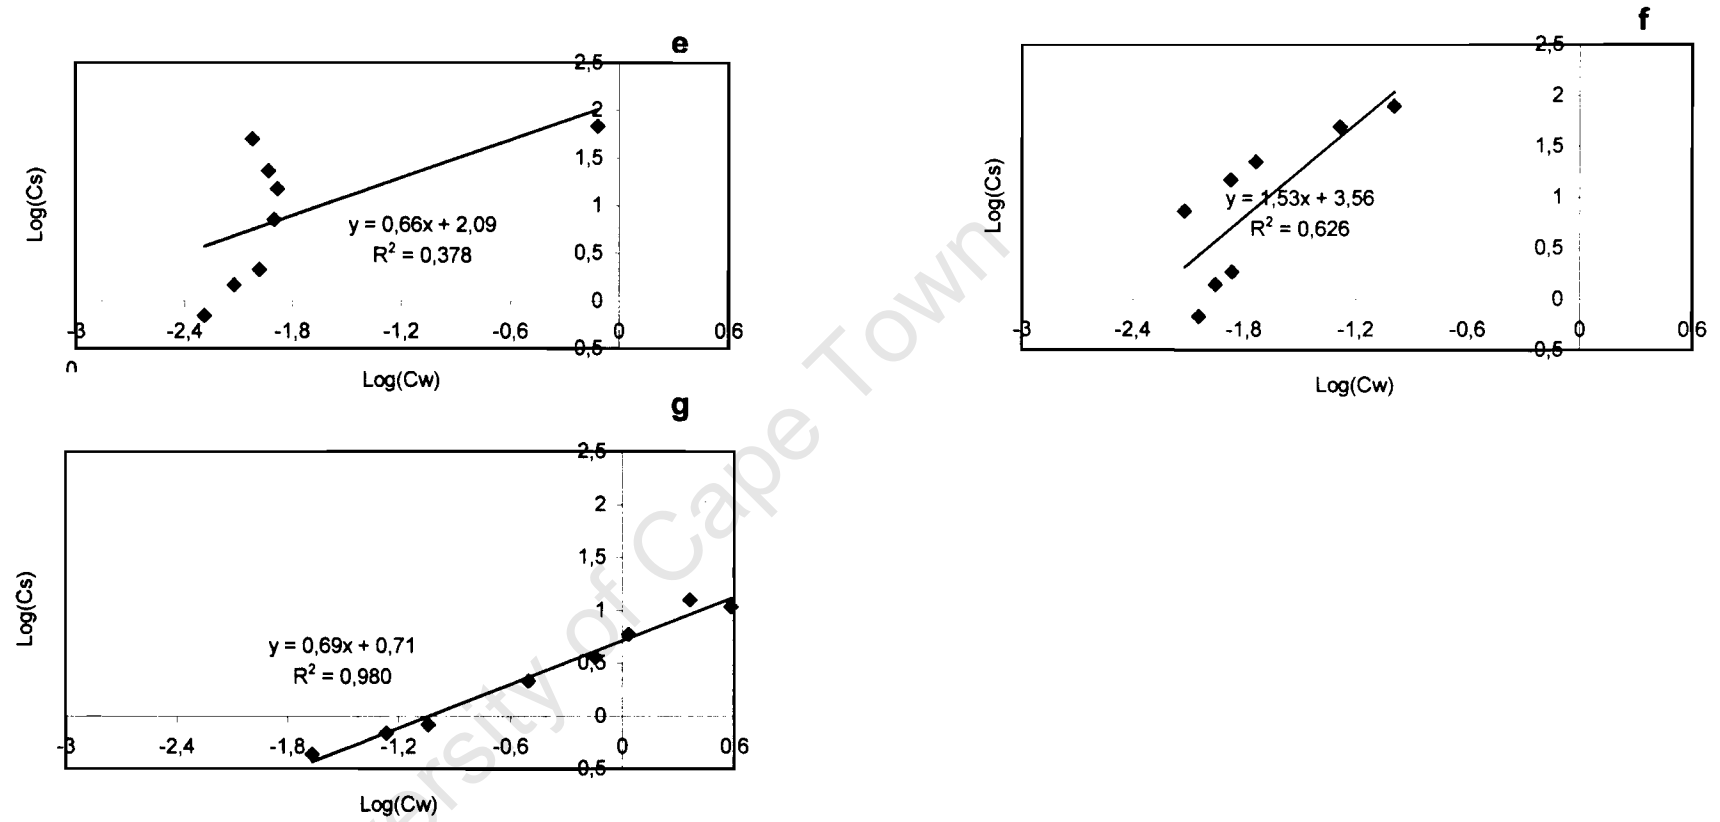 e
2,5
2
1,5
1
0,5
0
0,5
Log(Cs)
y = 0,66x + 2,09
R² = 0,378
-3 -2,4 -1,8 -1,2 -0,6 0 0,6
Log(Cw)
f
2,5
2
1,5
1
0,5
0
0,5
Log(Cs)
y = 1,53x + 3,56
R² = 0,626
-3 -2,4 -1,8 -1,2 -0,6 0 0,6
Log(Cw)
g
2,5
2
1,5
1
0,5
0
0,5
Log(Cs)
y = 0,69x + 0,71
R² = 0,980
-3 -2,4 -1,8 -1,2 -0,6 0 0,6
Log(Cw)
ersity of Cape Town